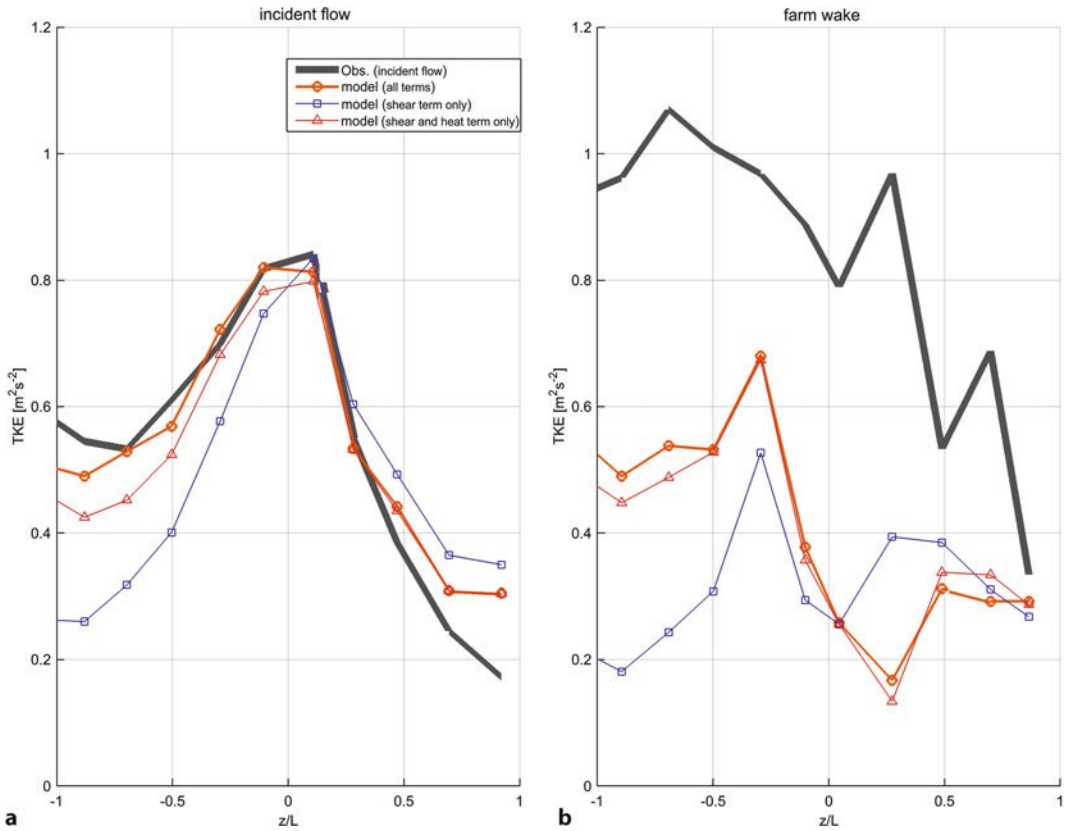 incident flow
1.2
1
0.8
0.6
0.4
0.2
0
TKE [m²s⁻²]
Obs. (incident flow)
model (all terms)
model (shear term only)
model (shear and heat term only)
-1
-0.5
0
0.5
1
z/L
a
farm wake
1.2
1
0.8
0.6
0.4
0.2
0
TKE [m²s⁻²]
-1
-0.5
0
0.5
1
z/L
b